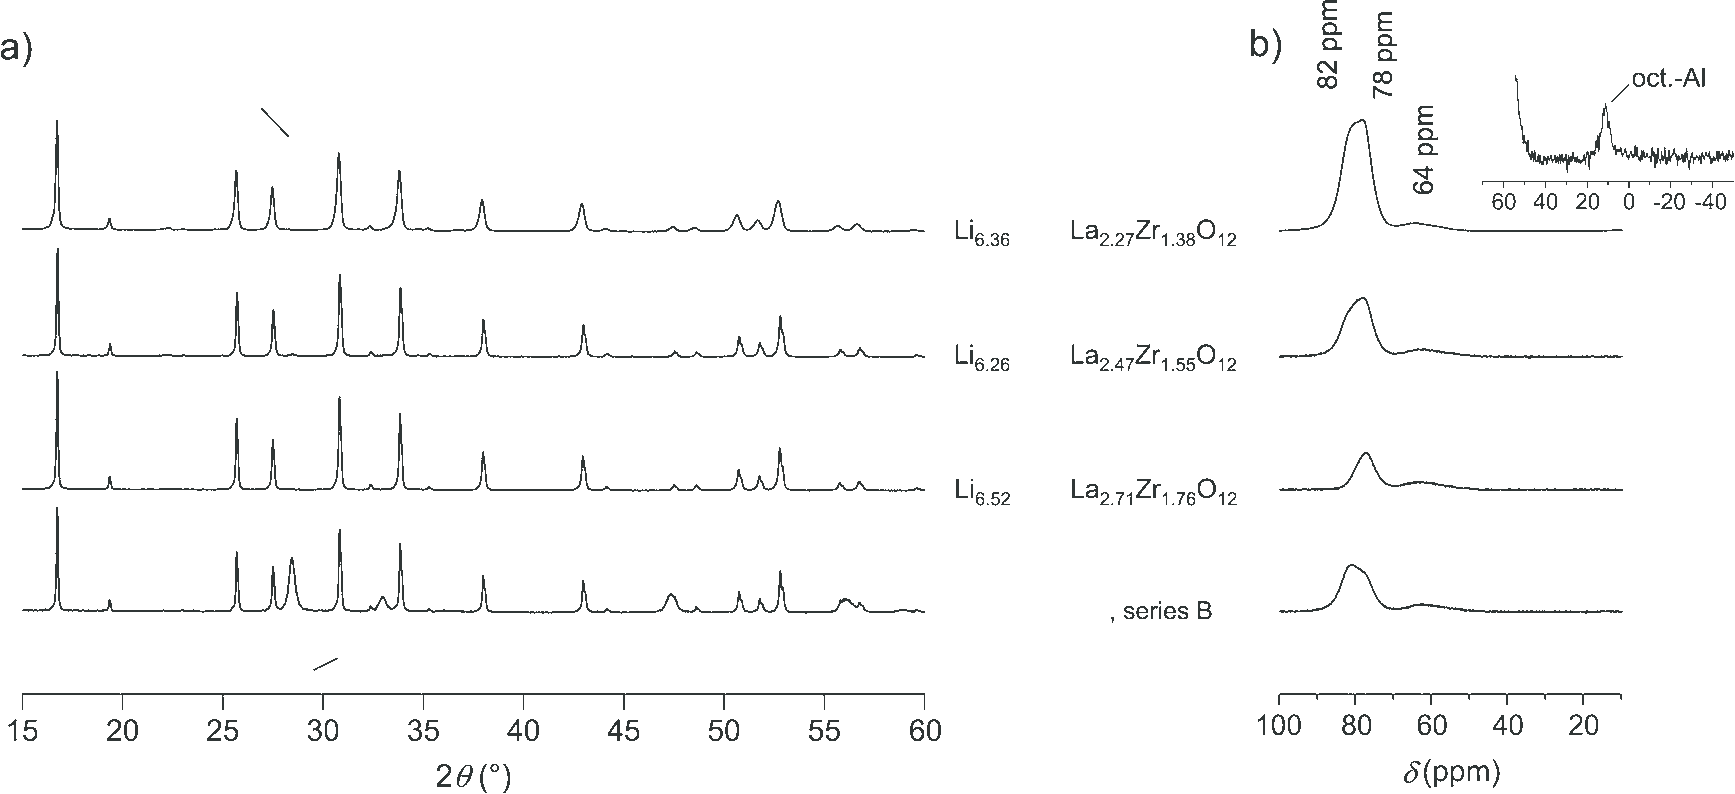 a)
b)
82 ppm
78 ppm
64 ppm
oct.-Al
60 40 20 0 -20 -40
Li6.36 La2.27Zr1.38O12
Li6.26 La2.47Zr1.55O12
Li6.52 La2.71Zr1.76O12
, series B
15 20 25 30 35 40 45 50 55 60
2θ (°)
100 80 60 40 20
δ (ppm)